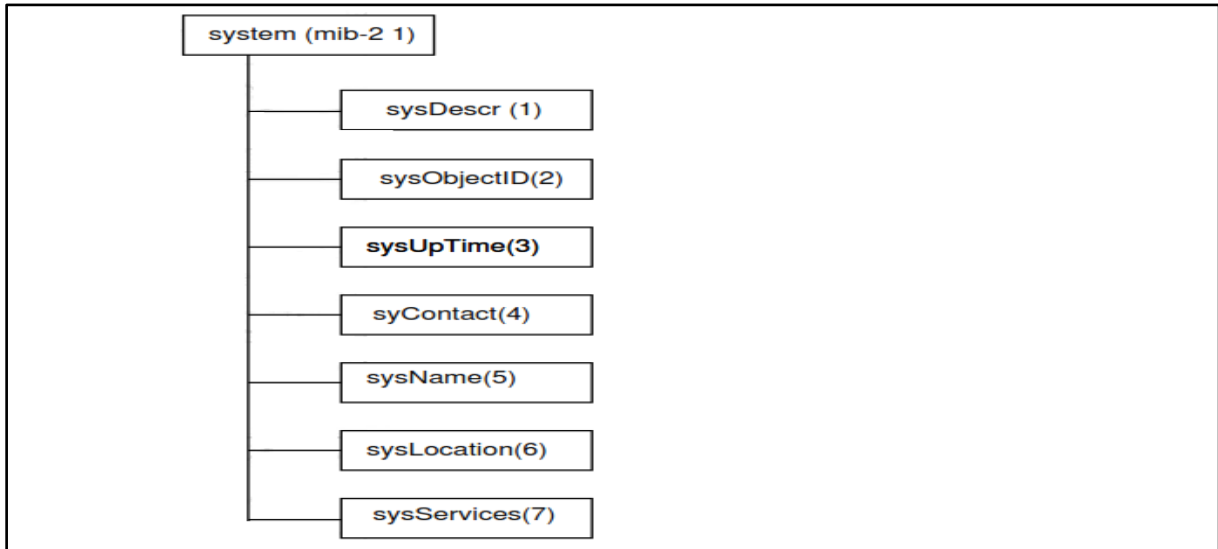 system (mib-2 1)
sysDescr (1)
sysObjectID(2)
sysUpTime(3)
syContact(4)
sysName(5)
sysLocation(6)
sysServices(7)